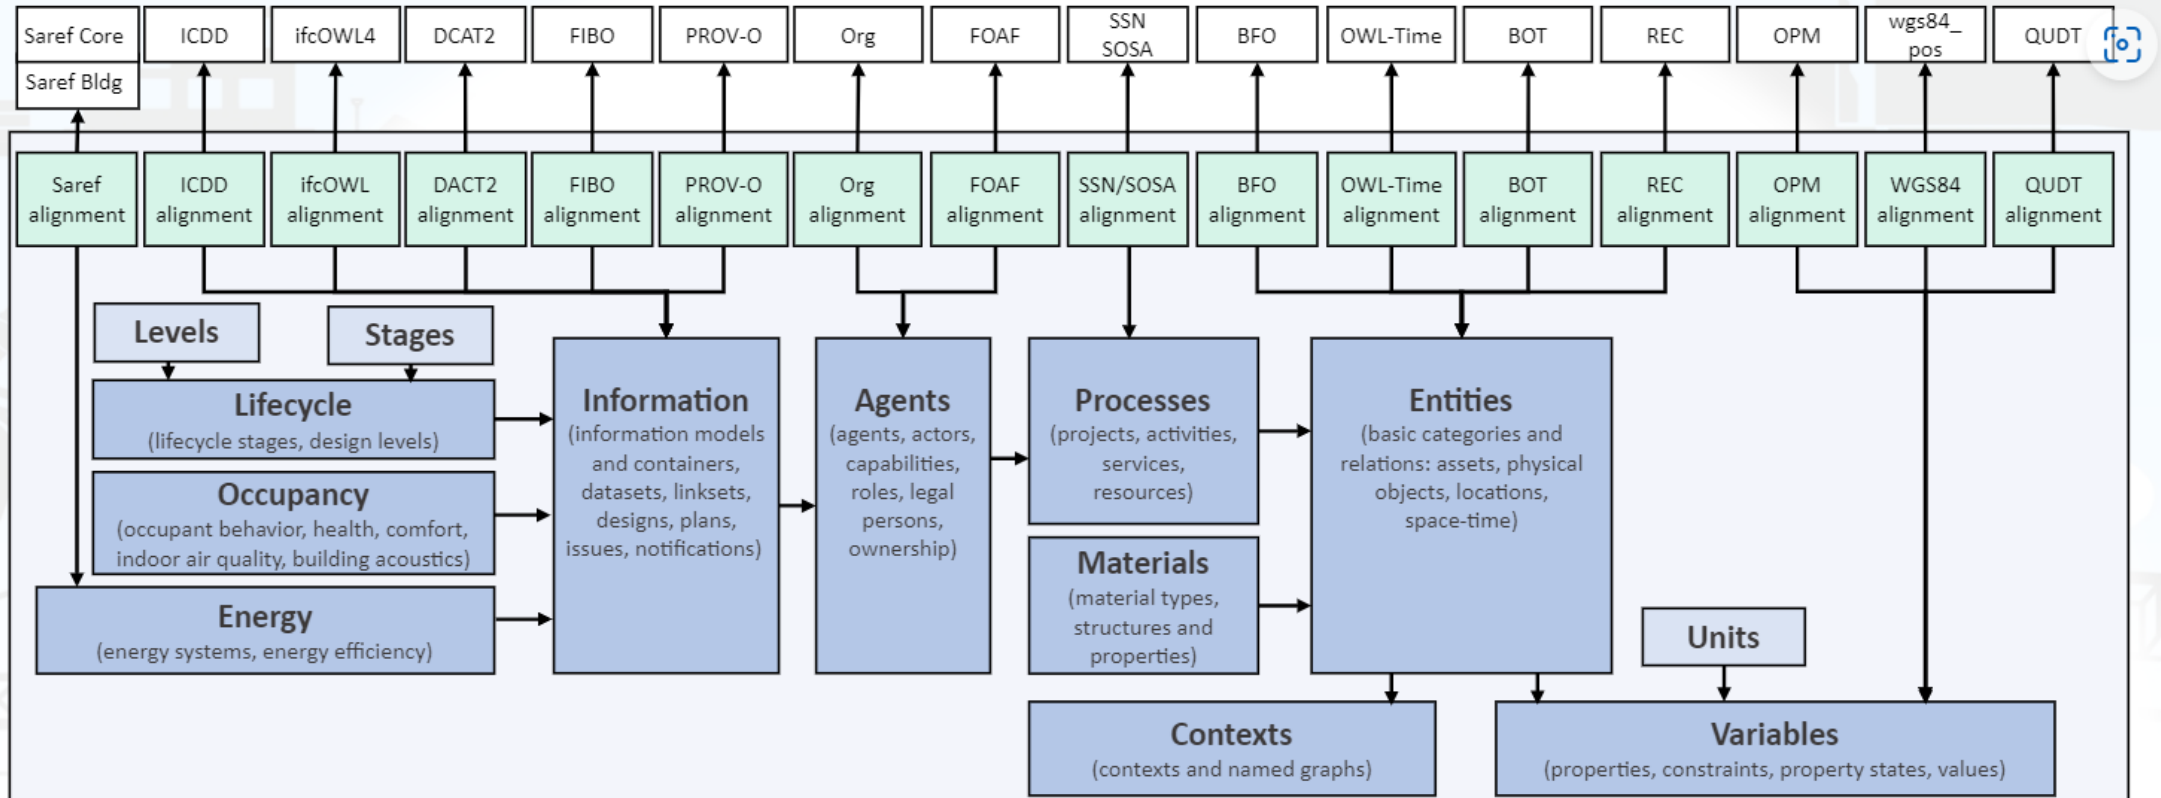 Saref Core
Saref Bldg
ICDD
ifcOWL4
DCAT2
FIBO
PROV-O
Org
FOAF
SSN
SOSA
BFO
OWL-Time
BOT
REC
OPM
wgs84_
pos
QUDT
Saref
alignment
ICDD
alignment
ifcOWL
alignment
DACT2
alignment
FIBO
alignment
PROV-O
alignment
Org
alignment
FOAF
alignment
SSN/SOSA
alignment
BFO
alignment
OWL-Time
alignment
BOT
alignment
REC
alignment
OPM
alignment
WGS84
alignment
QUDT
alignment
Levels
Stages
Lifecycle
(lifecycle stages, design levels)
Occupancy
(occupant behavior, health, comfort,
indoor air quality, building acoustics)
Energy
(energy systems, energy efficiency)
Information
(information models
and containers,
datasets, linksets,
designs, plans,
issues, notifications)
Agents
(agents, actors,
capabilities,
roles, legal
persons,
ownership)
Processes
(projects, activities,
services,
resources)
Materials
(material types,
structures and
properties)
Entities
(basic categories and
relations: assets, physical
objects, locations,
space-time)
Units
Contexts
(contexts and named graphs)
Variables
(properties, constraints, property states, values)